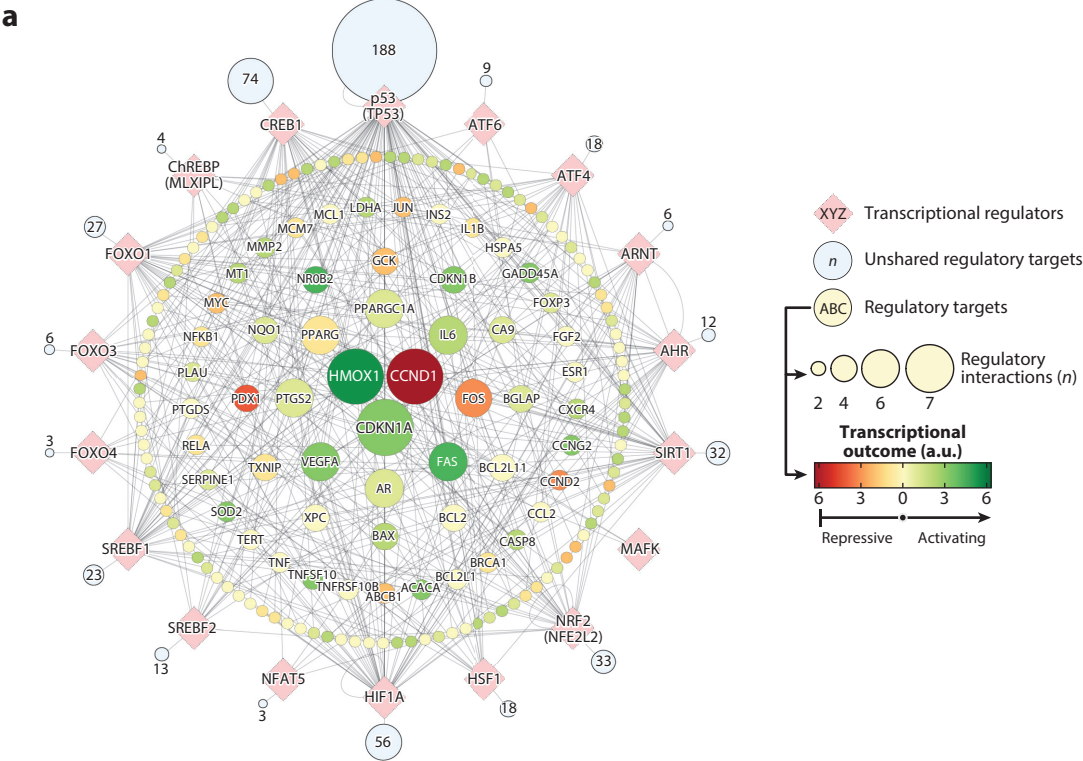 a
188
74
9
p53
(TP53)
CREB1
ATF6
4
18
ChREBP
(MLXIPL)
ATF4
27
6
FOXO1
ARNT
LDHA
JUN
MCL1
INS2
MCM7
IL1B
MMP2
HSPA5
GCK
MT1
NR0B2
CDKN1B
GADD45A
MYC
PPARGC1A
FOXP3
NFKB1
NQO1
PPARG
IL6
CA9
FGF2
6
12
FOXO3
AHR
PLAU
HMOX1
CCND1
ESR1
PTGDS
PDX1
PTGS2
FOS
BGLAP
CXCR4
CDKN1A
3
FOXO4
RELA
CCNG2
SIRT1
32
TXNIP
VEGFA
FAS
BCL2L11
SERPINE1
CCND2
AR
SOD2
XPC
BCL2
CCL2
TERT
BAX
CASP8
SREBF1
MAFK
23
TNF
BRCA1
TNFSF10
BCL2L1
TNFRSF10B
ACACA
ABCB1
SREBF2
NRF2
(NFE2L2)
13
33
NFAT5
HSF1
HIF1A
3
18
56
XYZ
Transcriptional regulators
n
Unshared regulatory targets
ABC
Regulatory targets
Regulatory
interactions (n)
2 4 6 7
Transcriptional
outcome (a.u.)
6 3 0 3 6
Repressive Activating